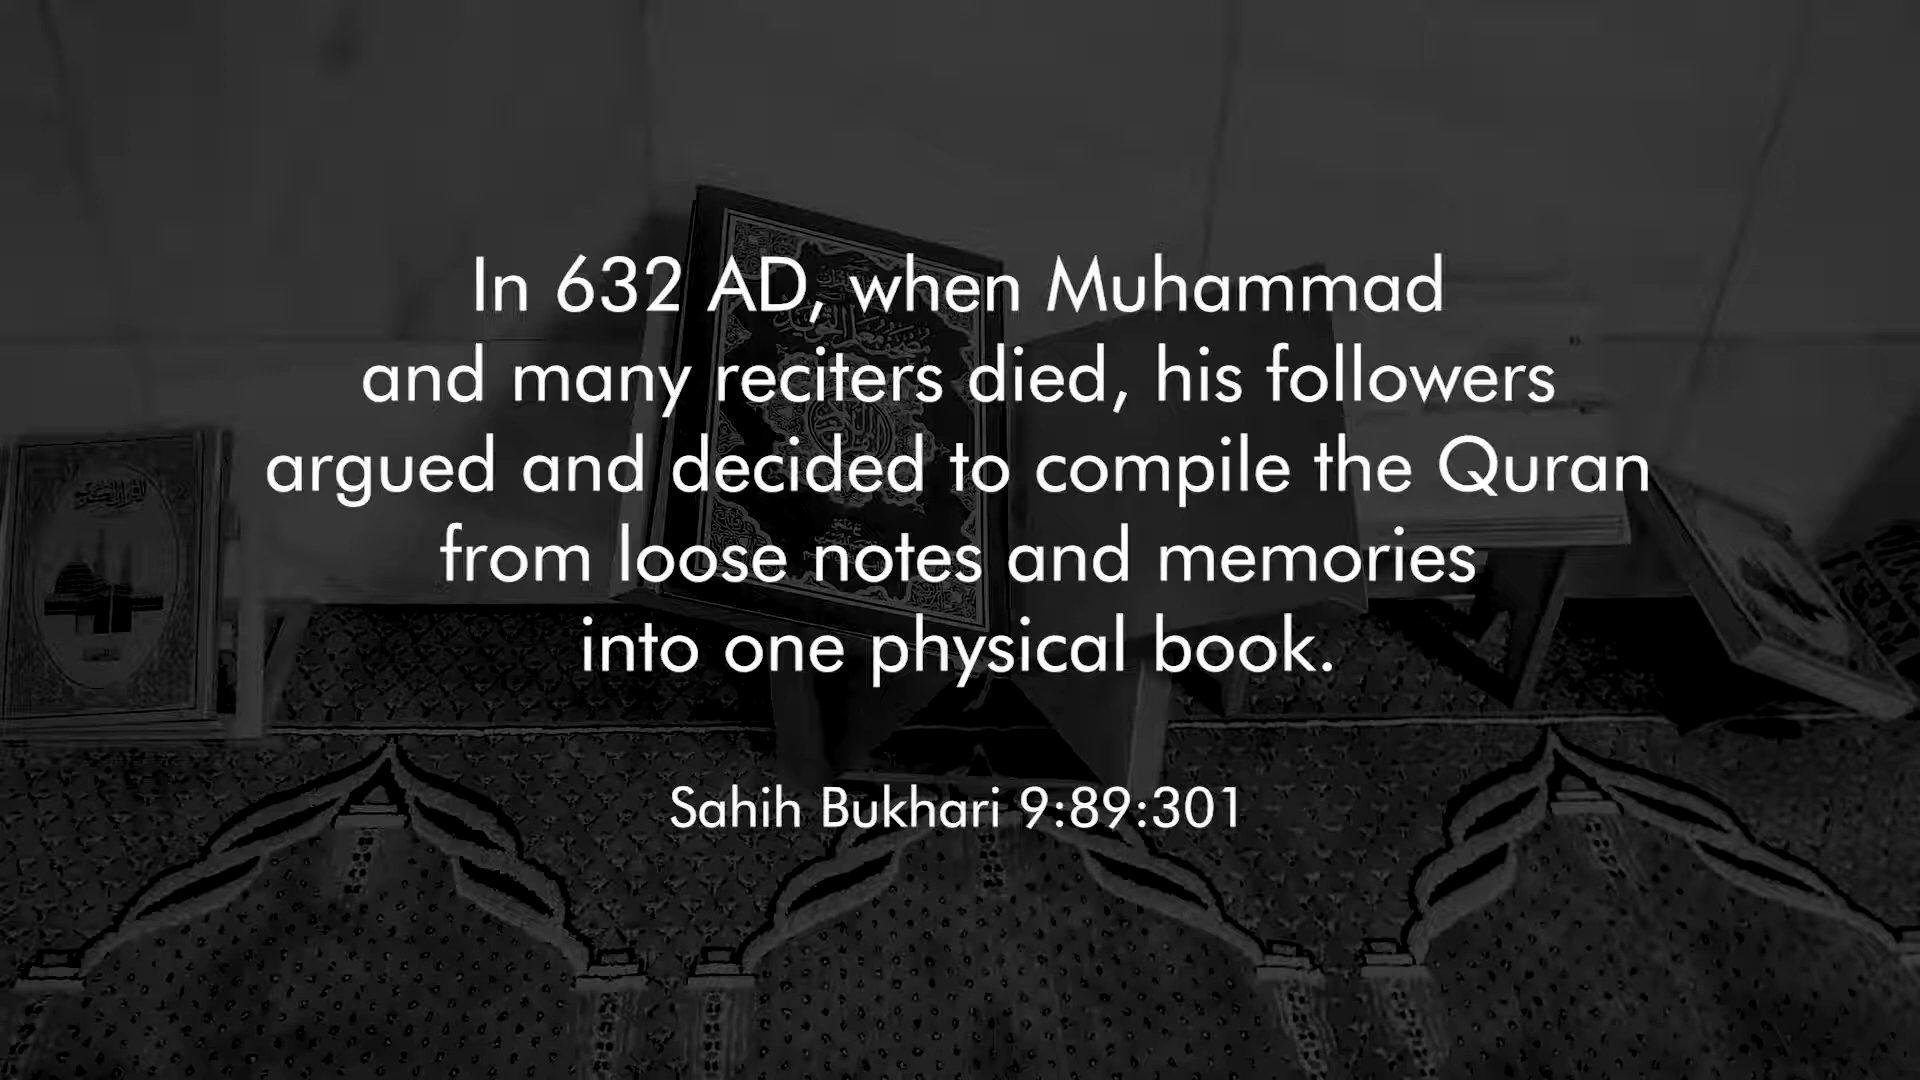 In 632 AD, when Muhammad
and many reciters died, his followers
argued and decided to compile the Quran
from loose notes and memories
into one physical book.
Sahih Bukhari 9:89:301